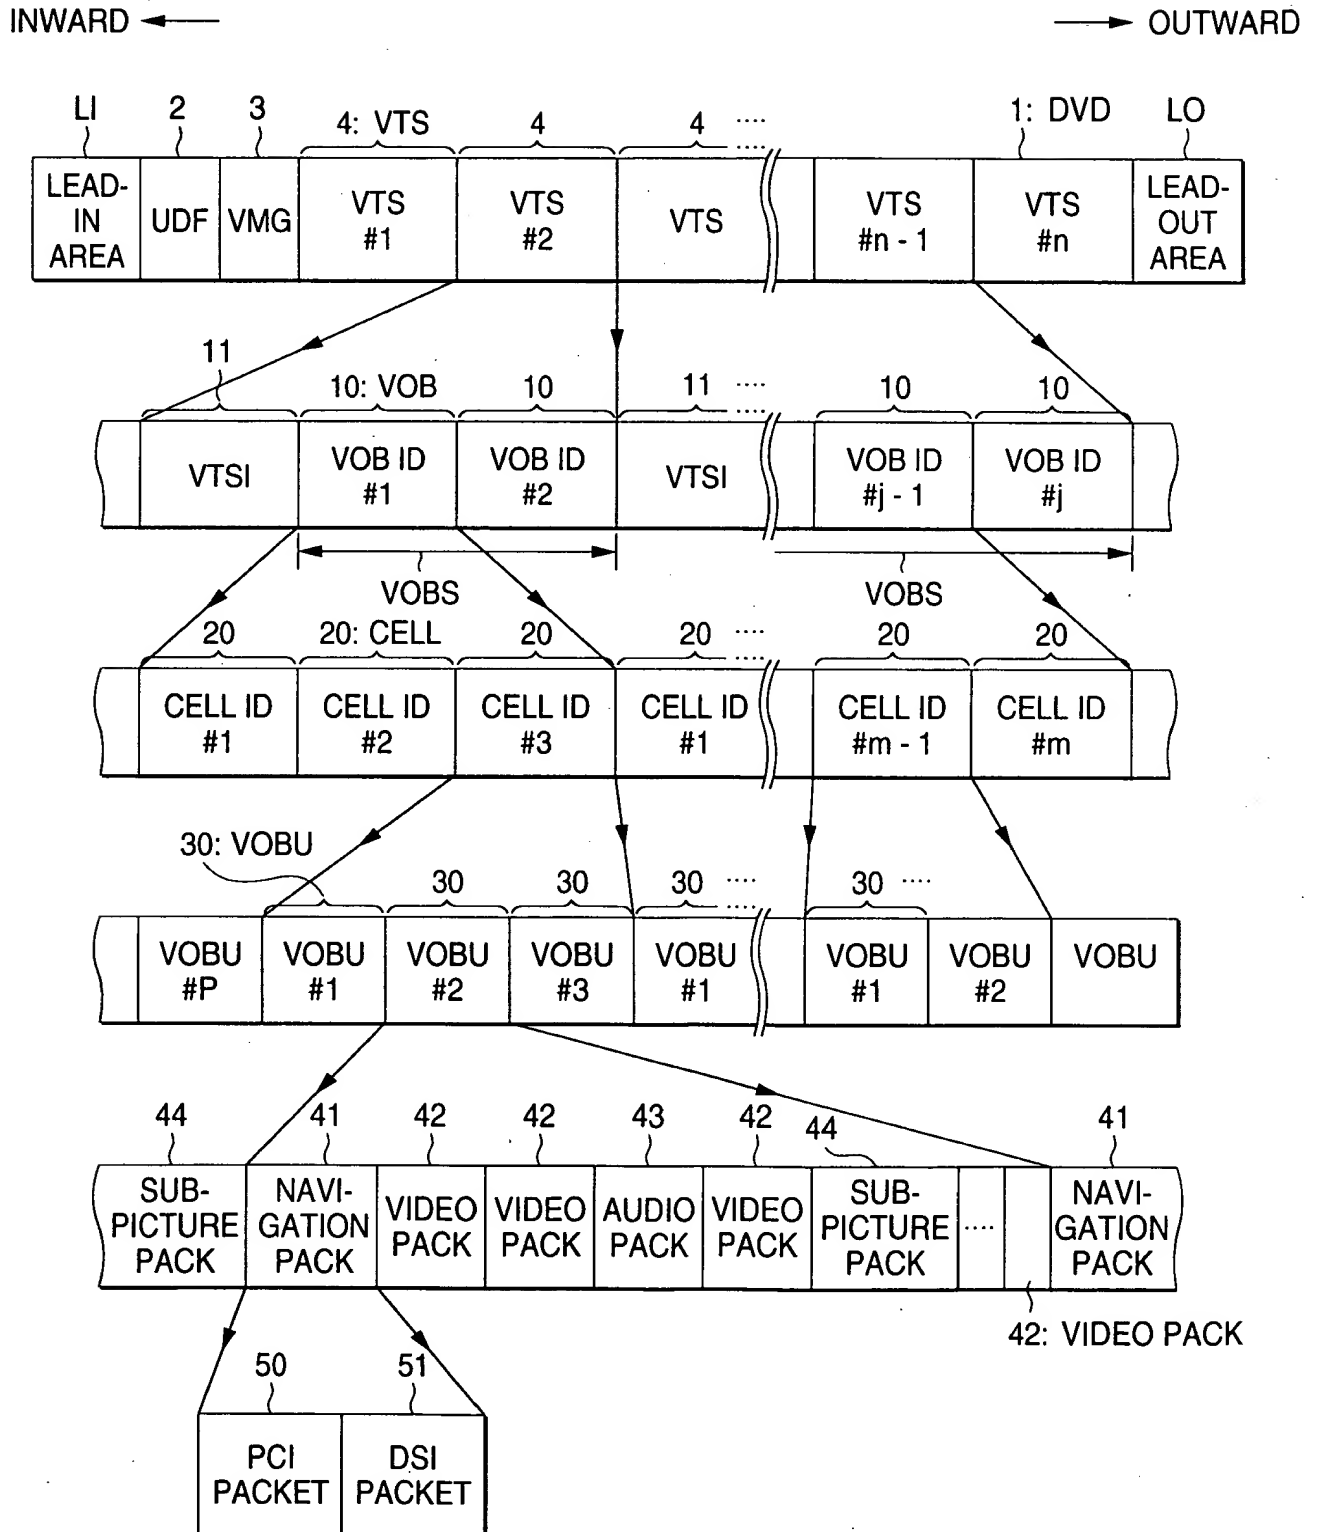 INWARD OUTWARD
LI 2 3 4: VTS 4 4 ···· 1: DVD LO
LEAD-IN AREA UDF VMG VTS #1 VTS #2 VTS VTS #n - 1 VTS #n LEAD-OUT AREA
11 10: VOB 10 11 ···· 10 10
VTSI VOB ID #1 VOB ID #2 VTSI VOB ID #j - 1 VOB ID #j
VOBS VOBS
20 20: CELL 20 20 ···· 20 20
CELL ID #1 CELL ID #2 CELL ID #3 CELL ID #1 CELL ID #m - 1 CELL ID #m
30: VOBU 30 30 30 ···· 30 ····
VOBU #P VOBU #1 VOBU #2 VOBU #3 VOBU #1 VOBU #1 VOBU #2 VOBU
44 41 42 42 43 42 44 41
SUB-PICTURE PACK NAVI-GATION PACK VIDEO PACK VIDEO PACK AUDIO PACK VIDEO PACK SUB-PICTURE PACK ···· NAVI-GATION PACK
42: VIDEO PACK
50 51
PCI PACKET DSI PACKET